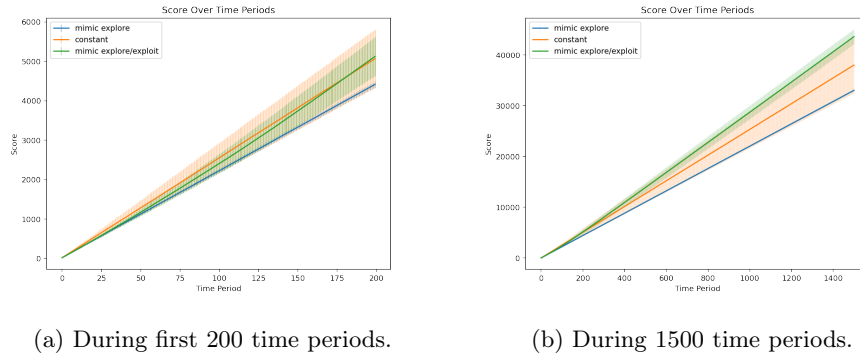 Score Over Time Periods
mimic explore
constant
mimic explore/exploit
6000
5000
4000
3000
2000
1000
0
Score
0 25 50 75 100 125 150 175 200
Time Period
(a) During first 200 time periods.
Score Over Time Periods
mimic explore
constant
mimic explore/exploit
40000
30000
20000
10000
0
Score
0 200 400 600 800 1000 1200 1400
Time Period
(b) During 1500 time periods.